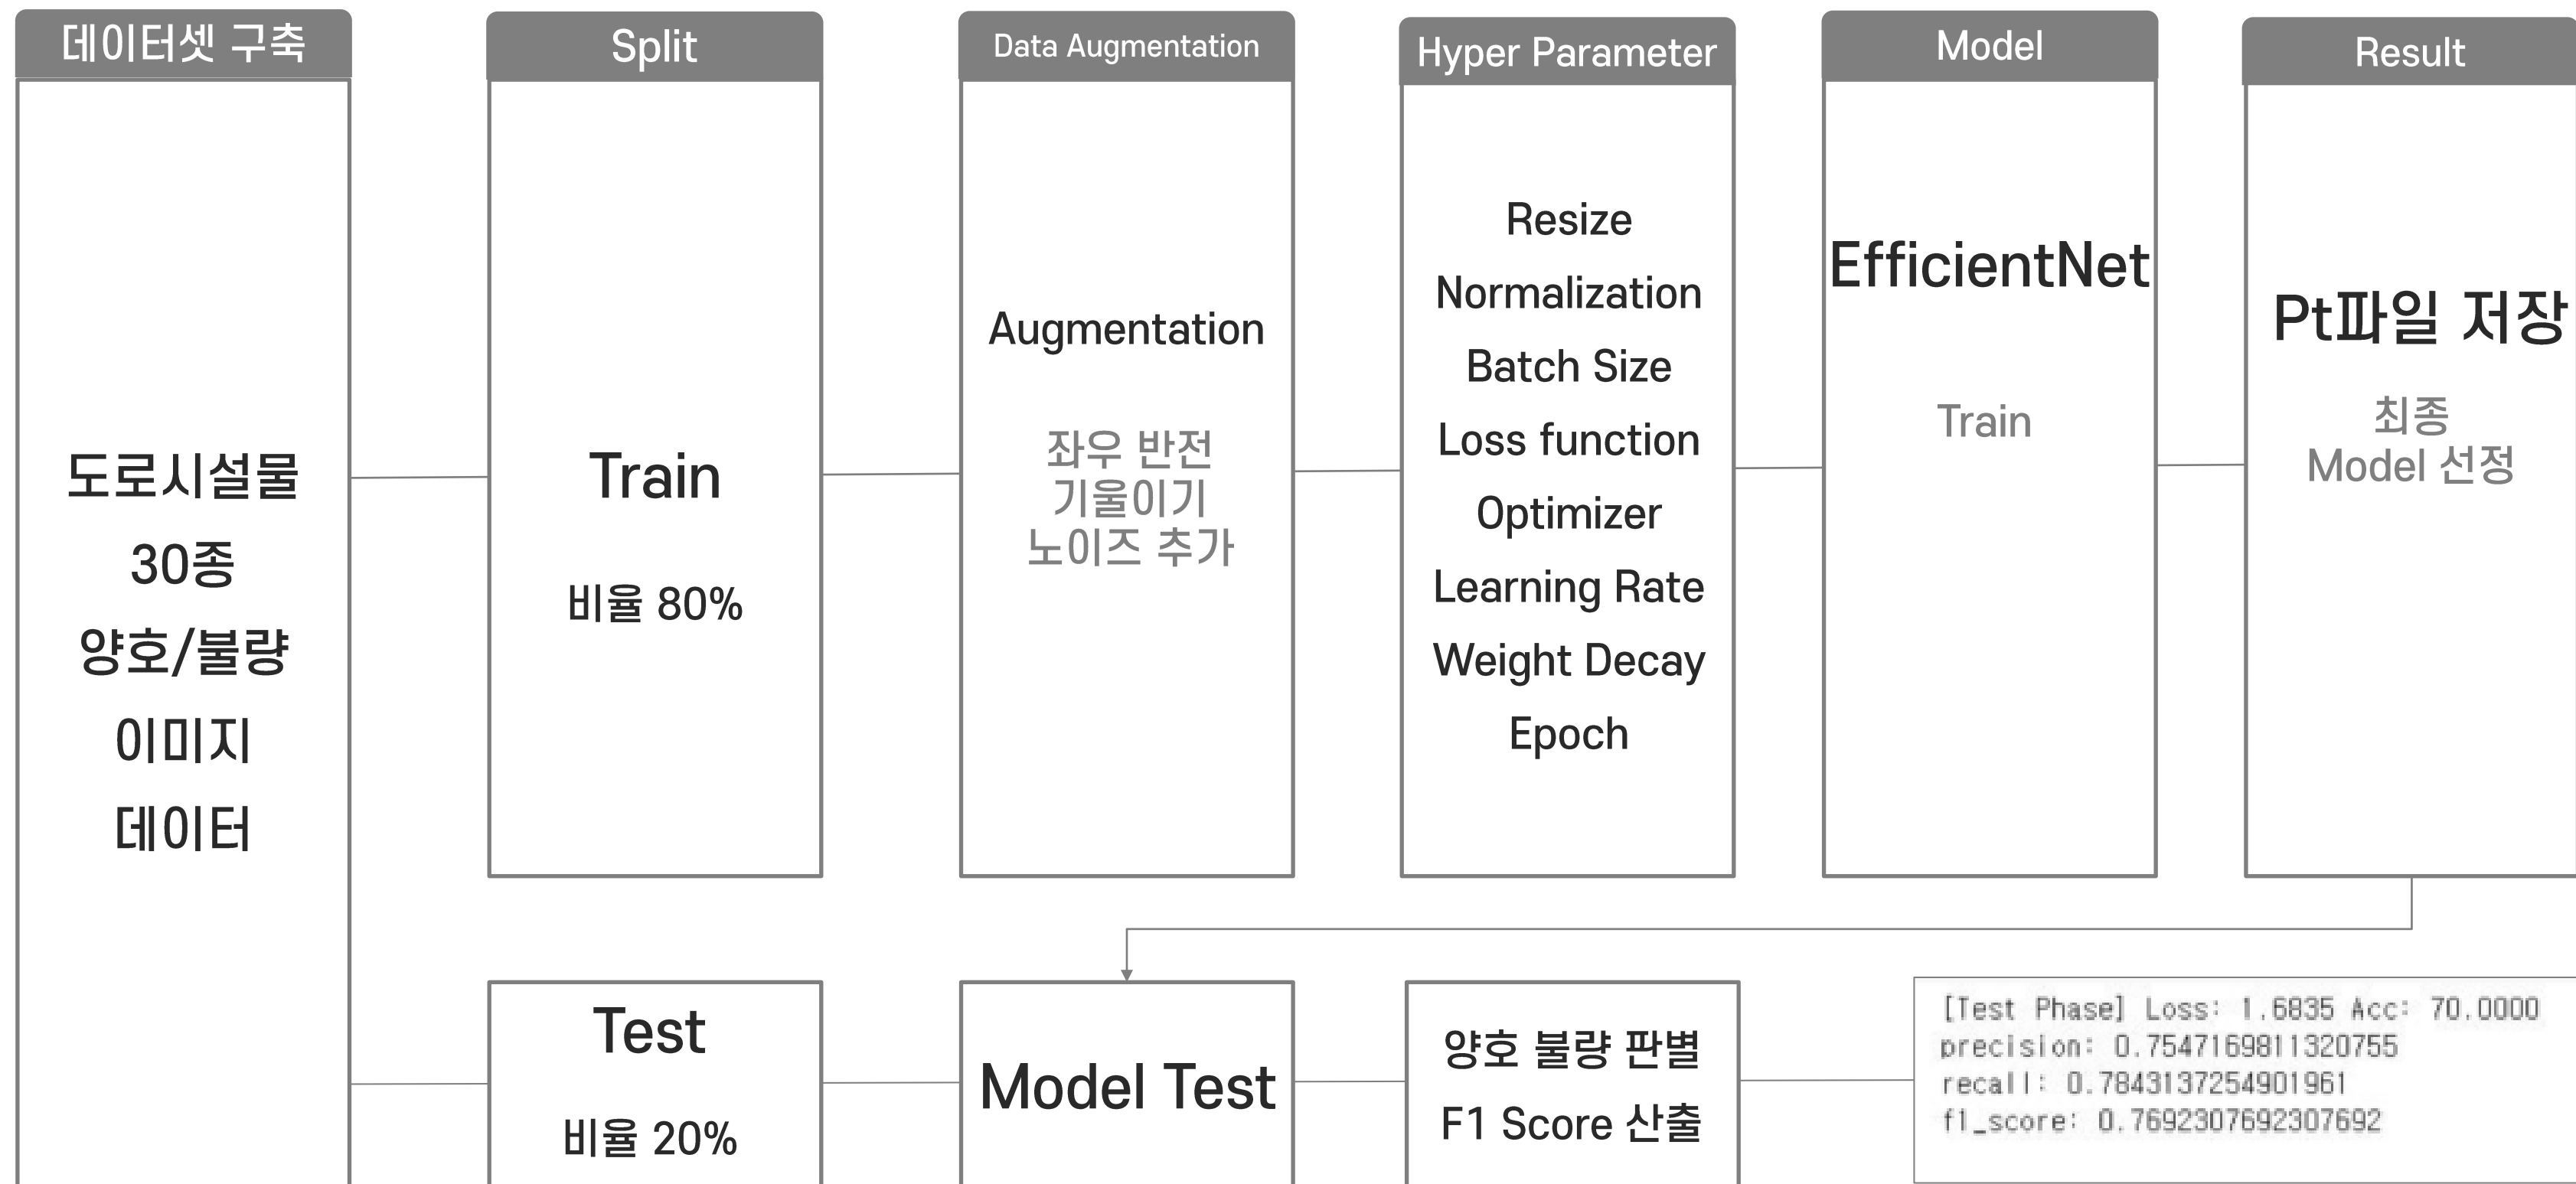 데이터셋 구축
도로시설물
30종
양호/불량
이미지
데이터
Split
Train
비율 80%
Data Augmentation
Augmentation
좌우 반전
기울이기
노이즈 추가
Hyper Parameter
Resize
Normalization
Batch Size
Loss function
Optimizer
Learning Rate
Weight Decay
Epoch
Model
EfficientNet
Train
Result
Pt파일 저장
최종
Model 선정
Test
비율 20%
Model Test
양호 불량 판별
F1 Score 산출
[Test Phase] Loss: 1.6835 Acc: 70.0000
precision: 0.7547169811320755
recall: 0.7843137254901961
f1_score: 0.7692307692307692